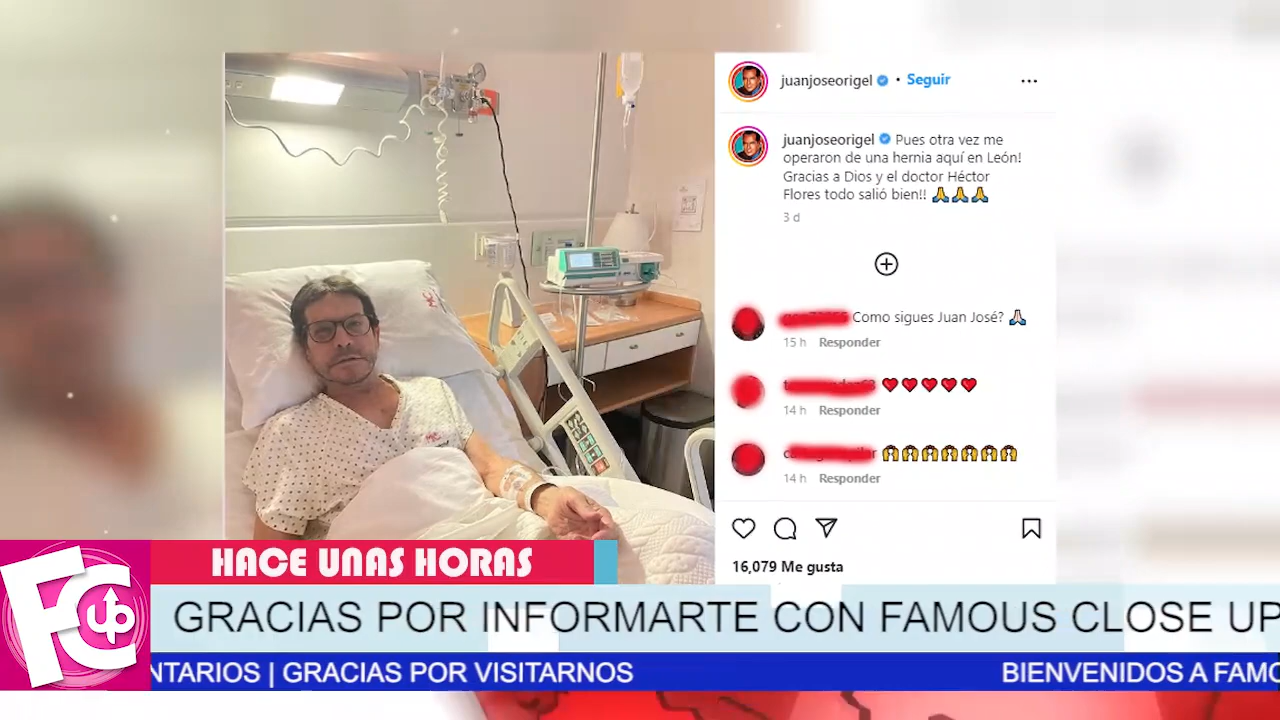 juanjoseorigel • Seguir
juanjoseorigel Pues otra vez me
operaron de una hernia aquí en León!
Gracias a Dios y el doctor Héctor
Flores todo salió bien!! 🙏🙏🙏
3 d
Como sigues Juan José? 🙏🏻
15 h Responder
❤❤❤❤❤
14 h Responder
14 h Responder
16,079 Me gusta
FC UP
HACE UNAS HORAS
GRACIAS POR INFORMARTE CON FAMOUS CLOSE UP
NTARIOS | GRACIAS POR VISITARNOS BIENVENIDOS A FAMO